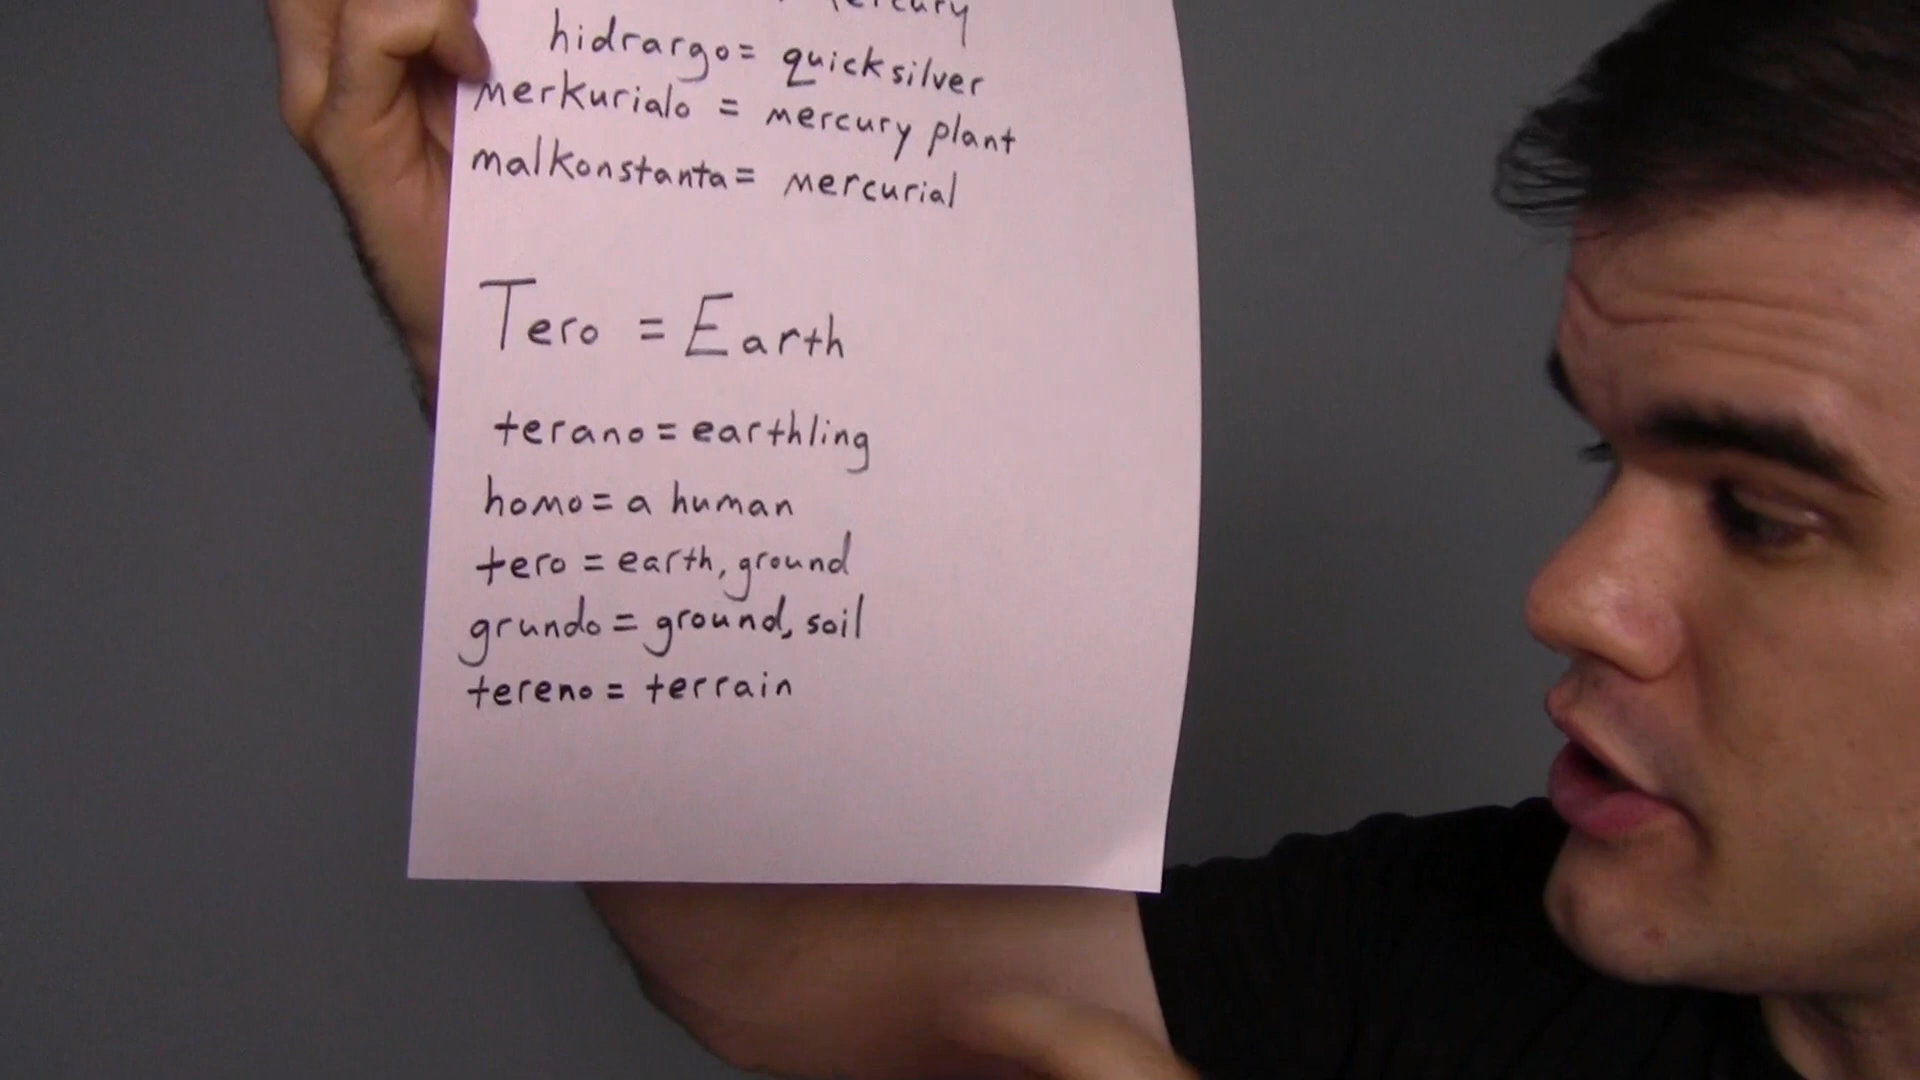 hidrargo = quicksilver
merkurialo = mercury plant
malkonstanta = mercurial
Tero = Earth
terano = earthling
homo = a human
tero = earth, ground
grundo = ground, soil
tereno = terrain